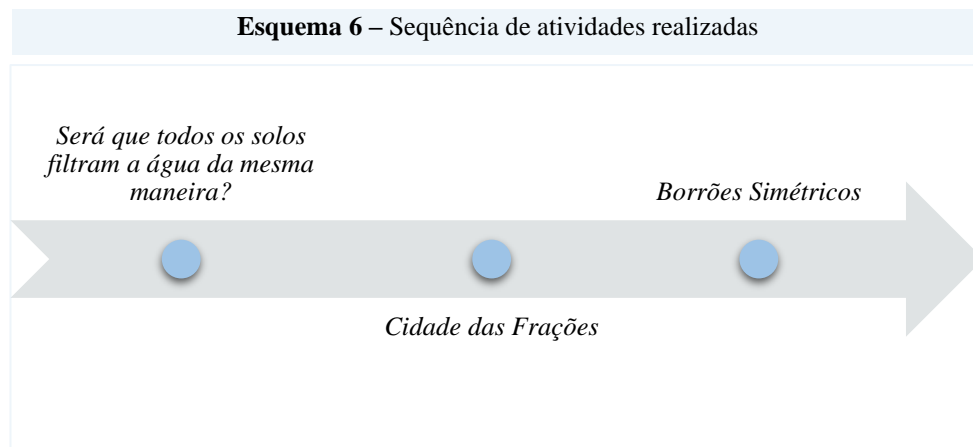 Esquema 6 – Sequência de atividades realizadas
Será que todos os solos
filtram a água da mesma
maneira?
Cidade das Frações
Borrões Simétricos